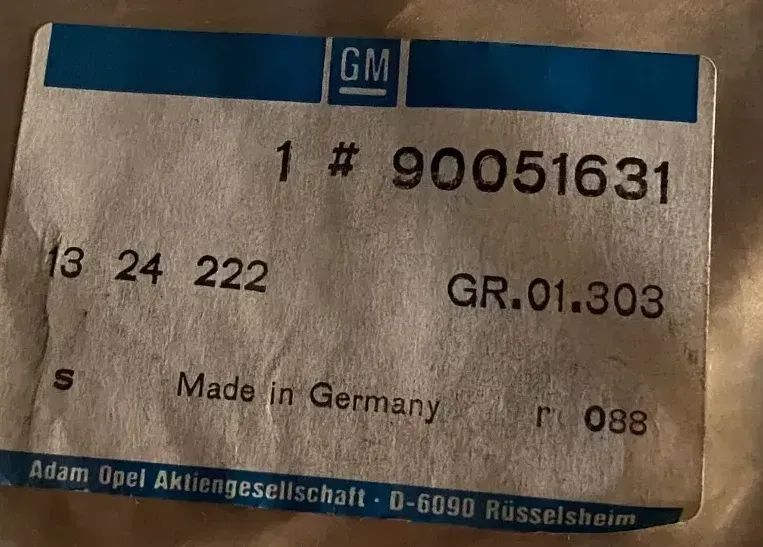 GM
1 # 90051631
13 24 222 GR.01.303
s Made in Germany r 088
Adam Opel Aktiengesellschaft · D-6090 Rüsselsheim